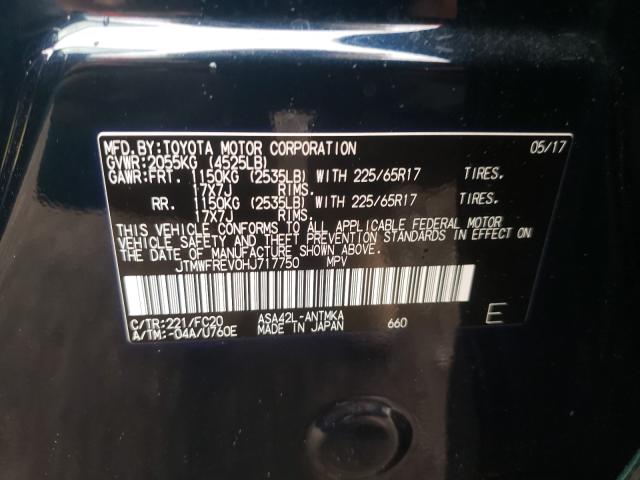 MFD.BY:TOYOTA MOTOR CORPORATION 05/17
GVWR:2055KG (4525LB)
GAWR:FRT. 1150KG (2535LB) WITH 225/65R17 TIRES.
17X7J RIMS.
RR. 1150KG (2535LB) WITH 225/65R17 TIRES.
17X7J RIMS.
THIS VEHICLE CONFORMS TO ALL APPLICABLE FEDERAL MOTOR
VEHICLE SAFETY AND THEFT PREVENTION STANDARDS IN EFFECT ON
THE DATE OF MANUFACTURE SHOWN ABOVE.
JTMWFREV0HJ717750 MPV
C/TR:221/FC20 ASA42L-ANTMKA
A/TM:-04A/U760E MADE IN JAPAN 660 E